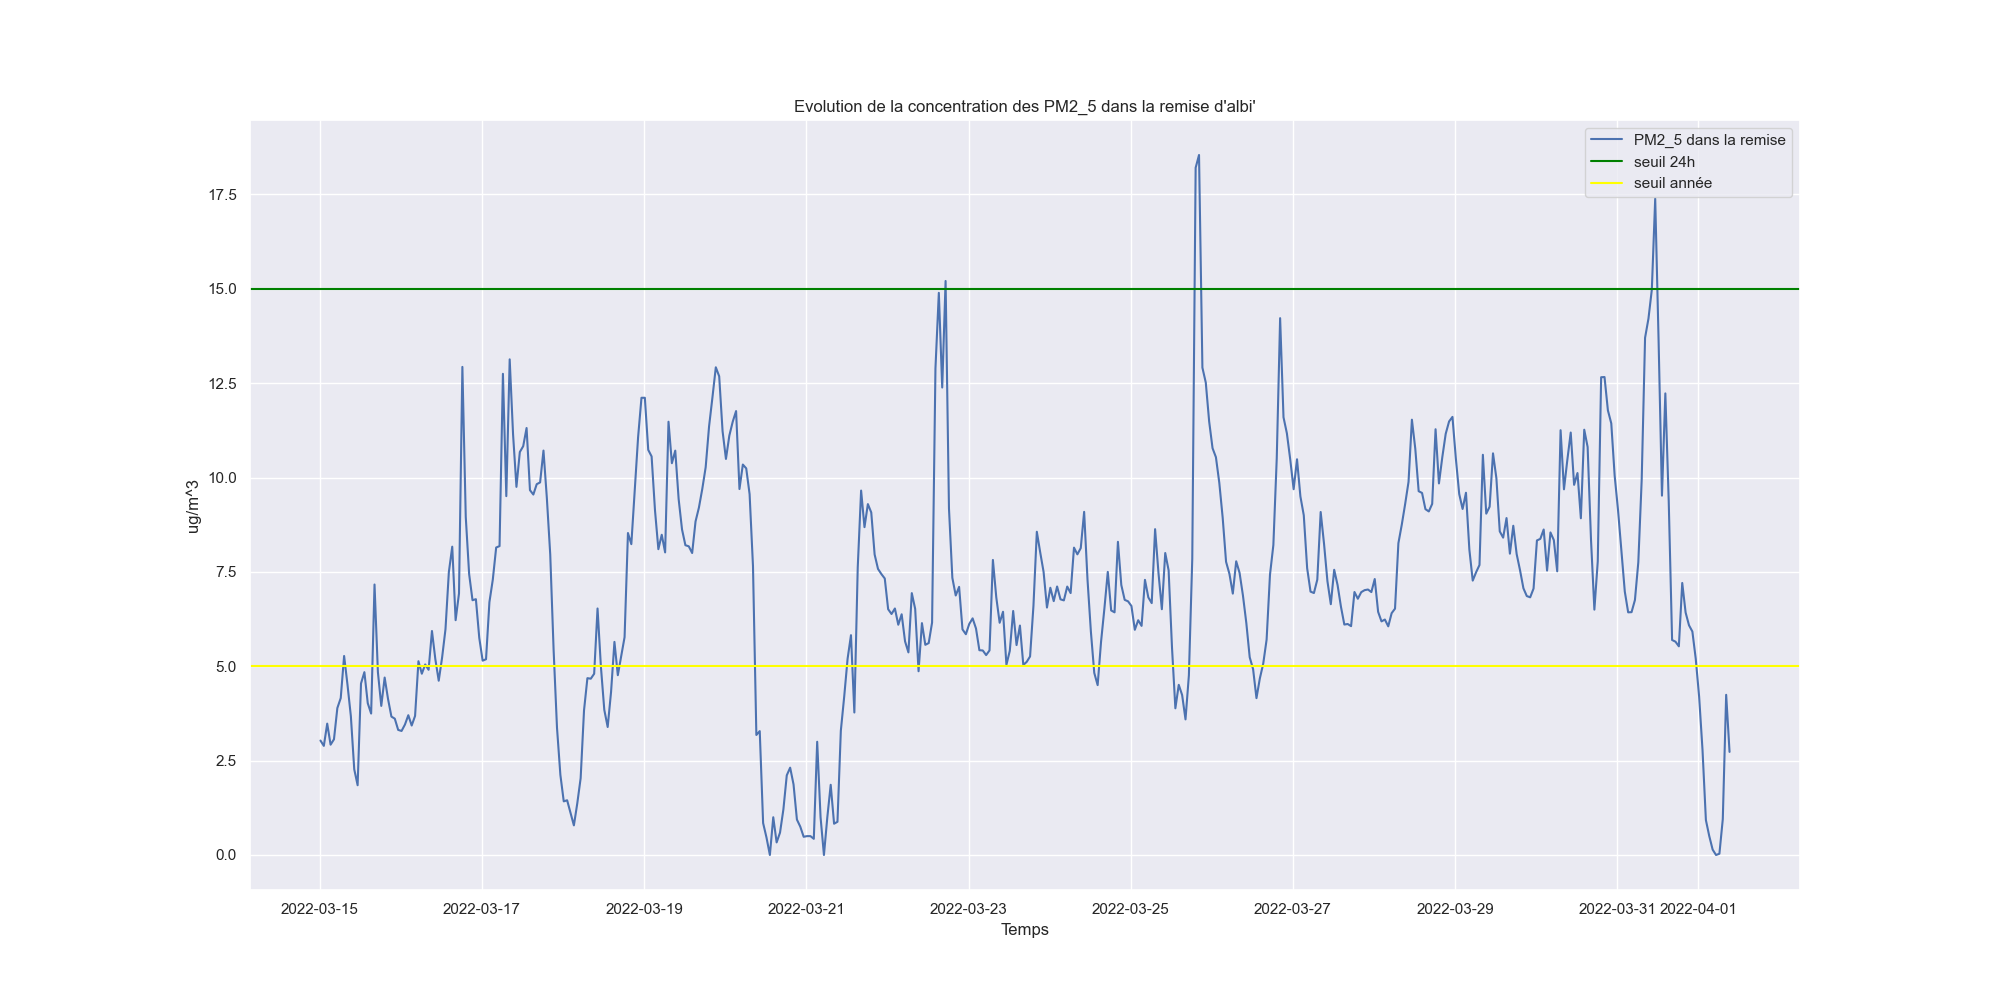 Evolution de la concentration des PM2_5 dans la remise d'albi'
PM2_5 dans la remise
seuil 24h
seuil année
17.5
15.0
12.5
10.0
7.5
5.0
2.5
0.0
ug/m^3
2022-03-15 2022-03-17 2022-03-19 2022-03-21 2022-03-23 2022-03-25 2022-03-27 2022-03-29 2022-03-31 2022-04-01
Temps